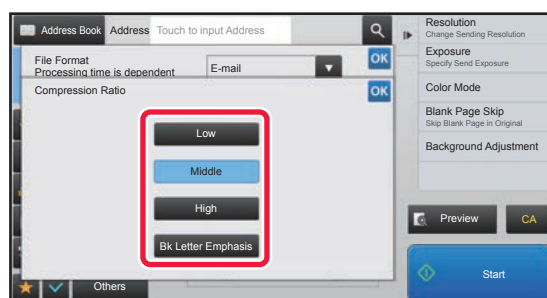 Address Book
Address
Touch to input Address
File Format
Processing time is dependent
E-mail
OK
Compression Ratio
OK
Low
Middle
High
Bk Letter Emphasis
Others
Resolution
Change Sending Resolution
Exposure
Specify Send Exposure
Color Mode
Blank Page Skip
Skip Blank Page in Original
Background Adjustment
Preview
CA
Start